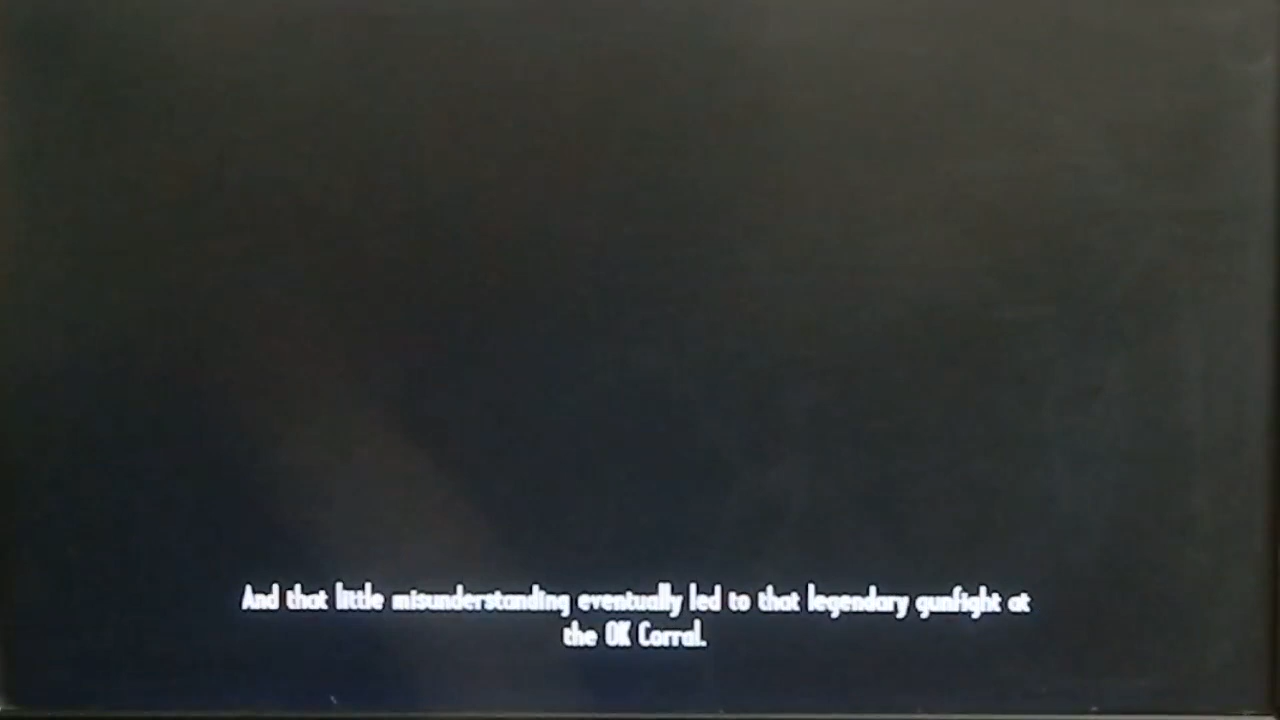 And that little misunderstanding eventually led to that legendary gunfight at
the OK Corral.